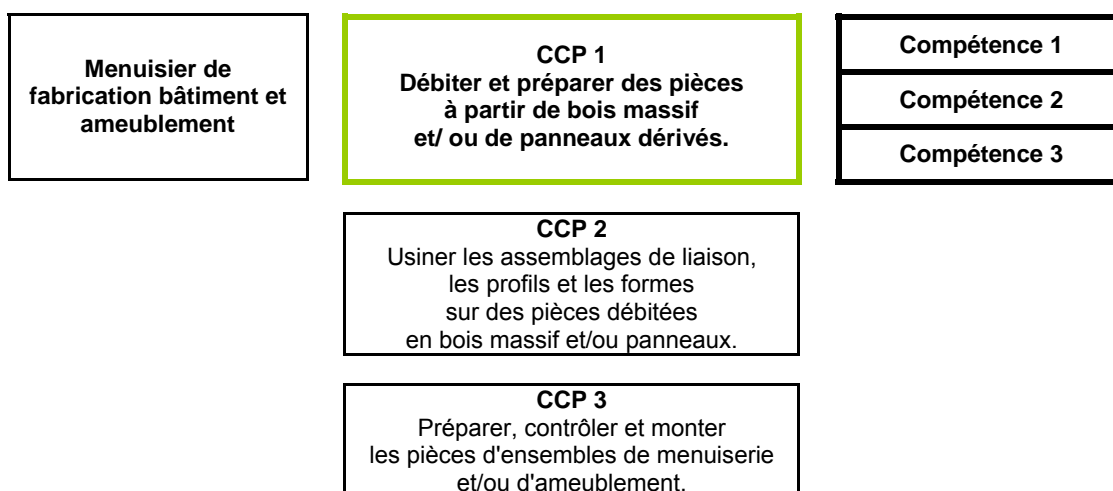 Menuisier de
fabrication bâtiment et
ameublement
CCP 1
Débiter et préparer des pièces
à partir de bois massif
et/ ou de panneaux dérivés.
Compétence 1
Compétence 2
Compétence 3
CCP 2
Usiner les assemblages de liaison,
les profils et les formes
sur des pièces débitées
en bois massif et/ou panneaux.
CCP 3
Préparer, contrôler et monter
les pièces d'ensembles de menuiserie
et/ou d'ameublement.